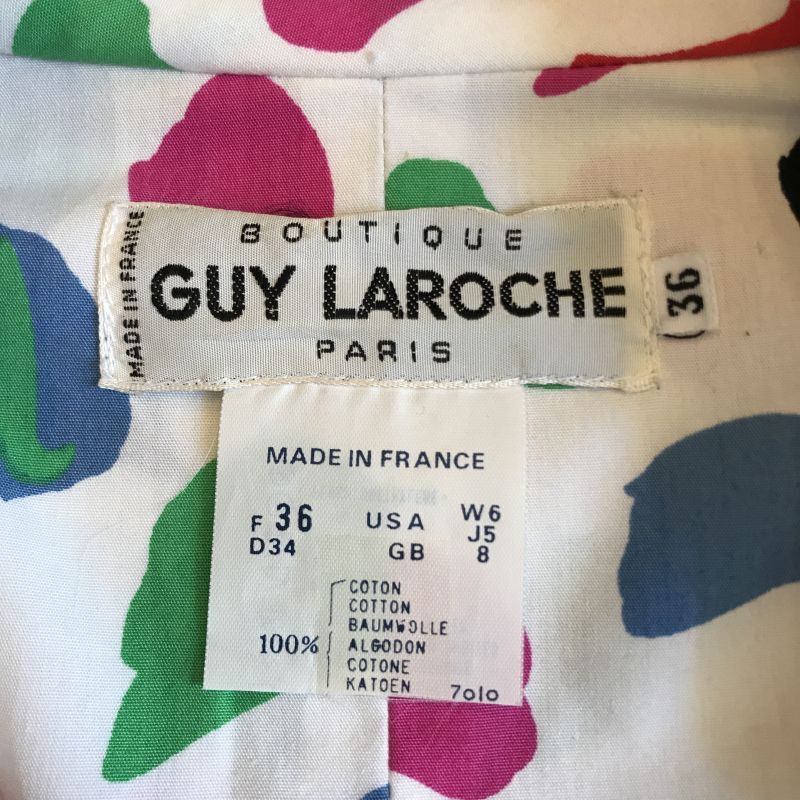 BOUTIQUE
GUY LAROCHE
PARIS
MADE IN FRANCE
36
MADE IN FRANCE
F 36 USA W6
J5
D34 GB 8
COTON
COTTON
BAUMWOLLE
100% ALGODON
COTONE
KATOEN 7010